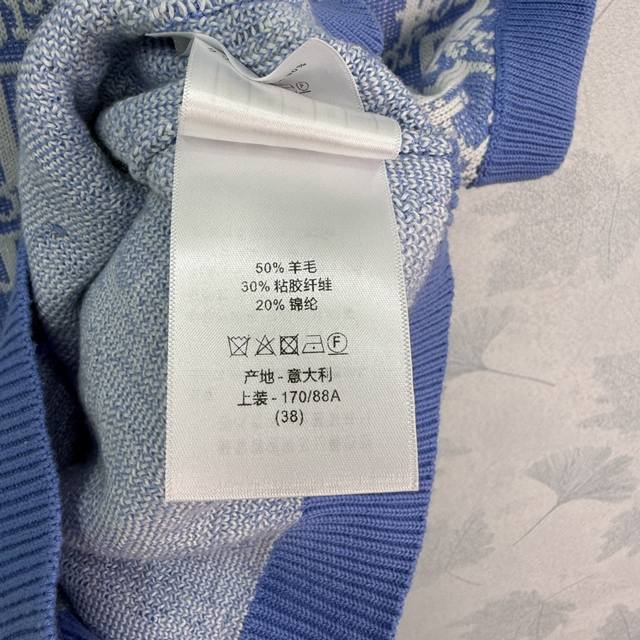 50% 羊毛
30% 粘胶纤维
20% 锦纶
F
产地 - 意大利
上装 - 170/88A
(38)